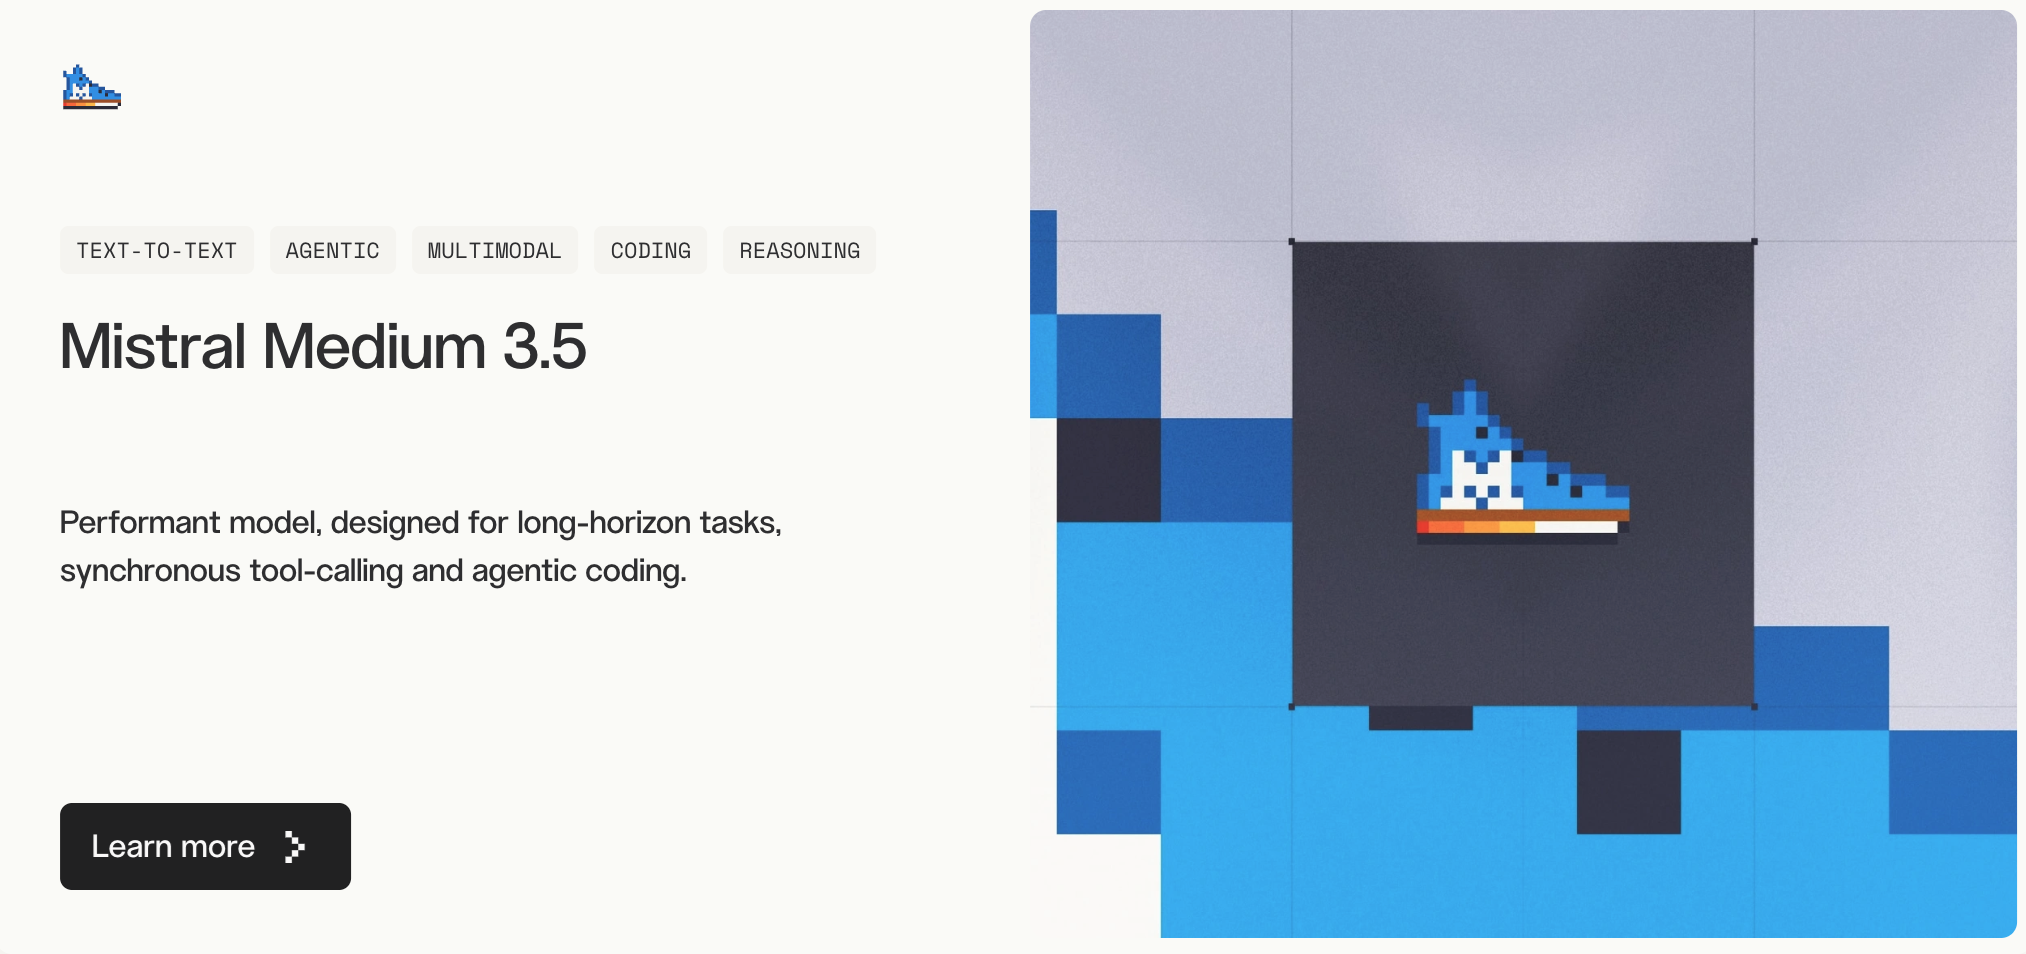 TEXT-TO-TEXT AGENTIC MULTIMODAL CODING REASONING
Mistral Medium 3.5
Performant model, designed for long-horizon tasks,
synchronous tool-calling and agentic coding.
Learn more